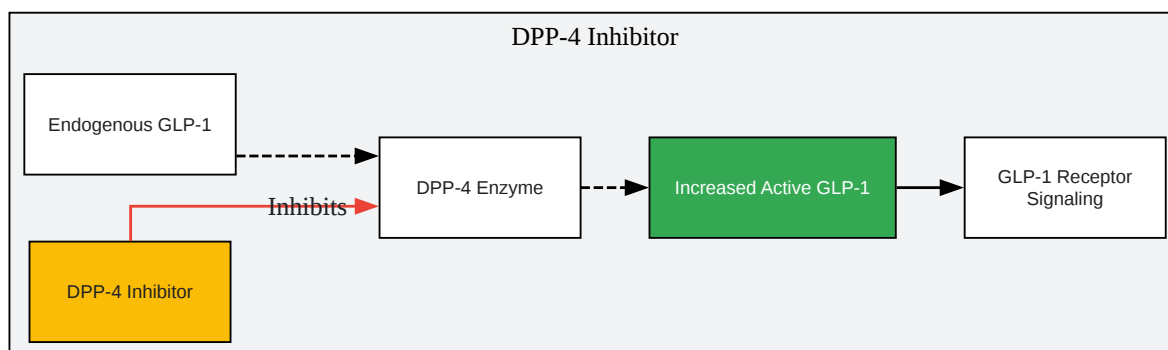 DPP-4 Inhibitor
Endogenous GLP-1
DPP-4 Enzyme
Increased Active GLP-1
GLP-1 Receptor
Signaling
Inhibits
DPP-4 Inhibitor